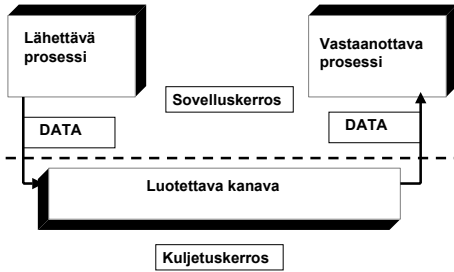 Lähettävä
prosessi
Vastaanottava
prosessi
Sovelluskerros
DATA
DATA
Luotettava kanava
Kuljetuskerros